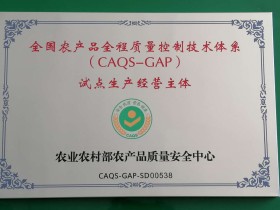 全国农产品全程质量控制技术体系
（CAQS-GAP）
试点生产经营主体
农业农村部农产品质量安全中心
CAQS-GAP-SD00538